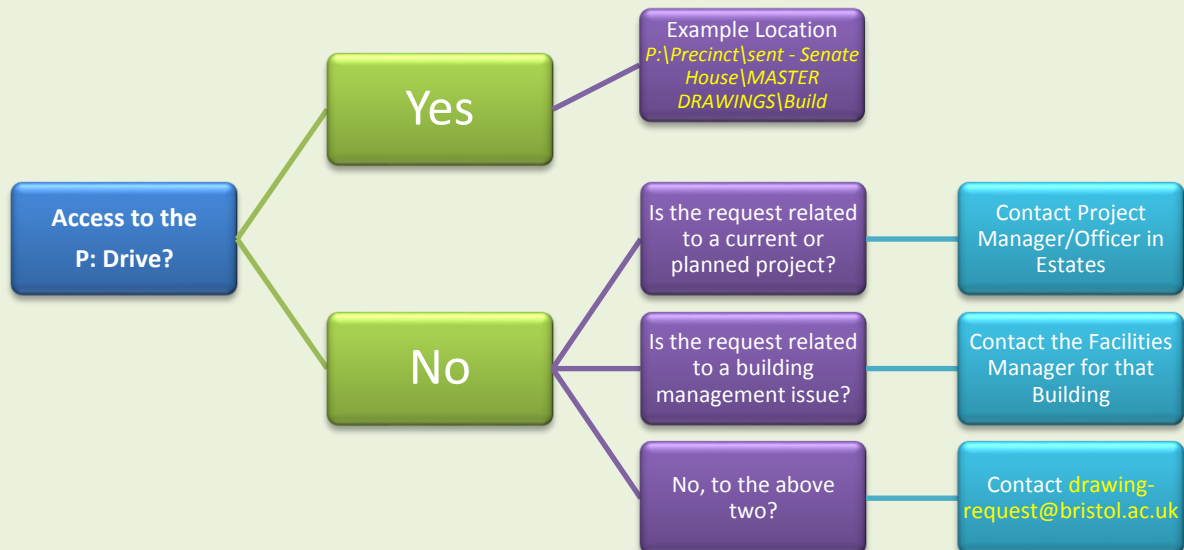 Access to the
P: Drive?
Yes
Example Location
P:\Precinct\sent - Senate
House\MASTER
DRAWINGS\Build
No
Is the request related
to a current or
planned project?
Contact Project
Manager/Officer in
Estates
Is the request related
to a building
management issue?
Contact the Facilities
Manager for that
Building
No, to the above
two?
Contact drawing-
request@bristol.ac.uk